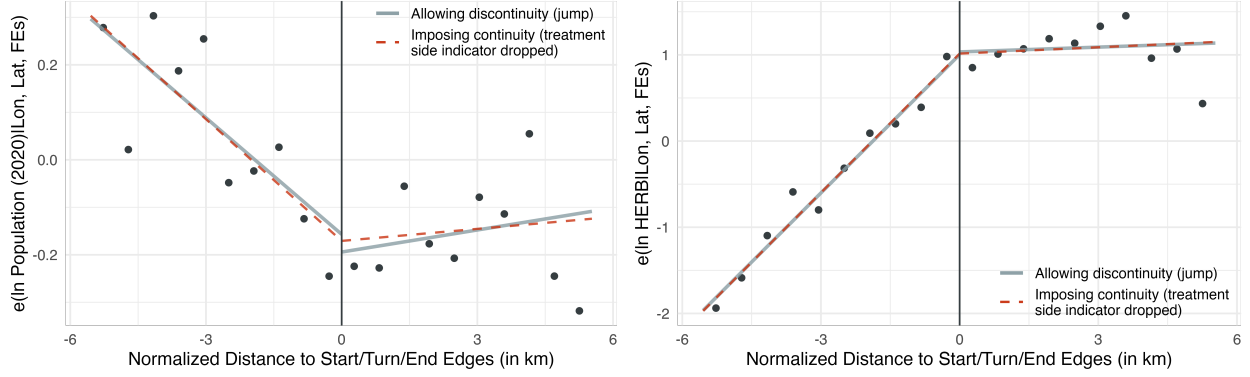 Allowing discontinuity (jump)
Imposing continuity (treatment
side indicator dropped)
0.2
0.0
-0.2
-6
-3
0
3
6
e(ln Population (2020)|Lon, Lat, FEs)
Normalized Distance to Start/Turn/End Edges (in km)
1
0
-1
-2
-6
-3
0
3
6
e(ln HERB|Lon, Lat, FEs)
Allowing discontinuity (jump)
Imposing continuity (treatment
side indicator dropped)
Normalized Distance to Start/Turn/End Edges (in km)